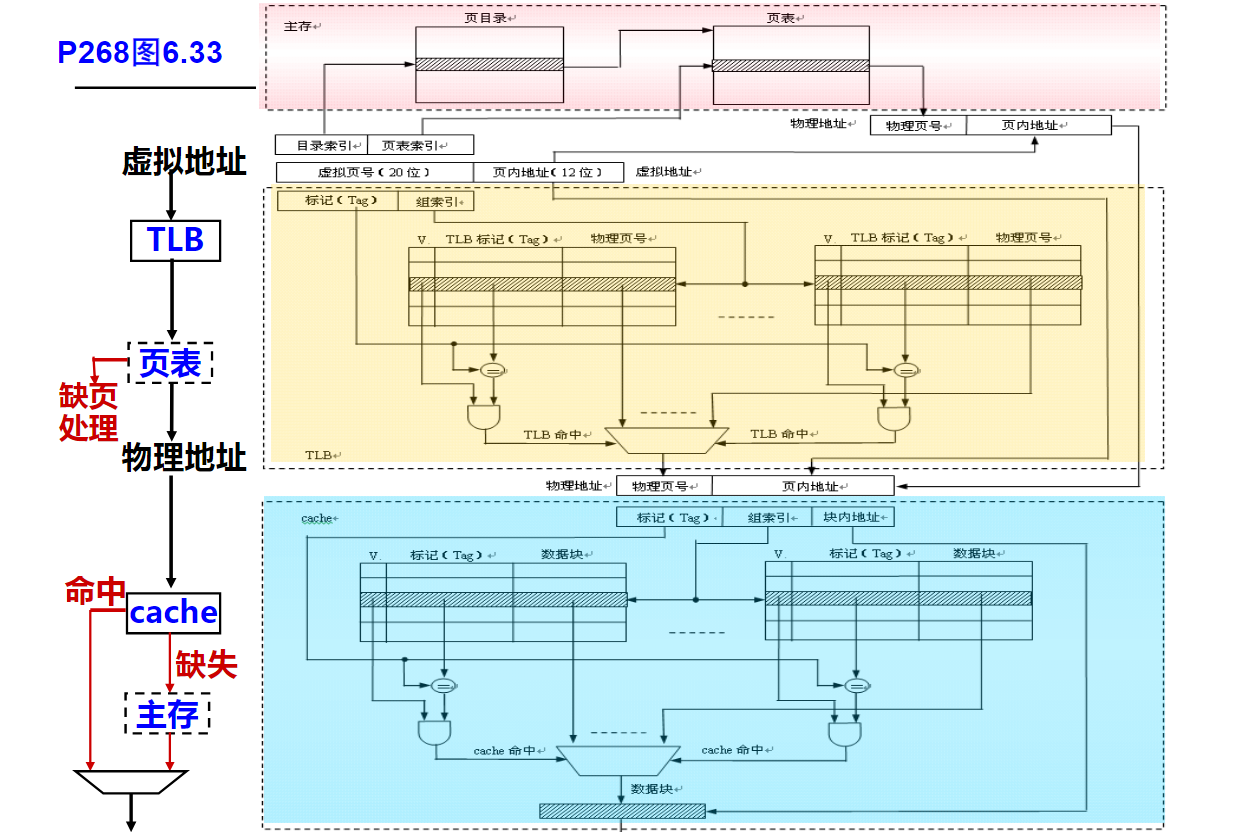 P268图6.33
虚拟地址
TLB
页表
缺页
处理
物理地址
命中
cache
缺失
主存
主存
页目录
页表
物理地址
物理页号
页内地址
目录索引
页表索引
虚拟页号(20位)
页内地址(12位)
虚拟地址
标记(Tag)
组索引
V.
TLB 标记(Tag)
物理页号
V.
TLB 标记(Tag)
物理页号
TLB 命中
TLB 命中
TLB
物理地址
物理页号
页内地址
cache
标记(Tag)
组索引
块内地址
V.
标记(Tag)
数据块
V.
标记(Tag)
数据块
cache 命中
cache 命中
数据块